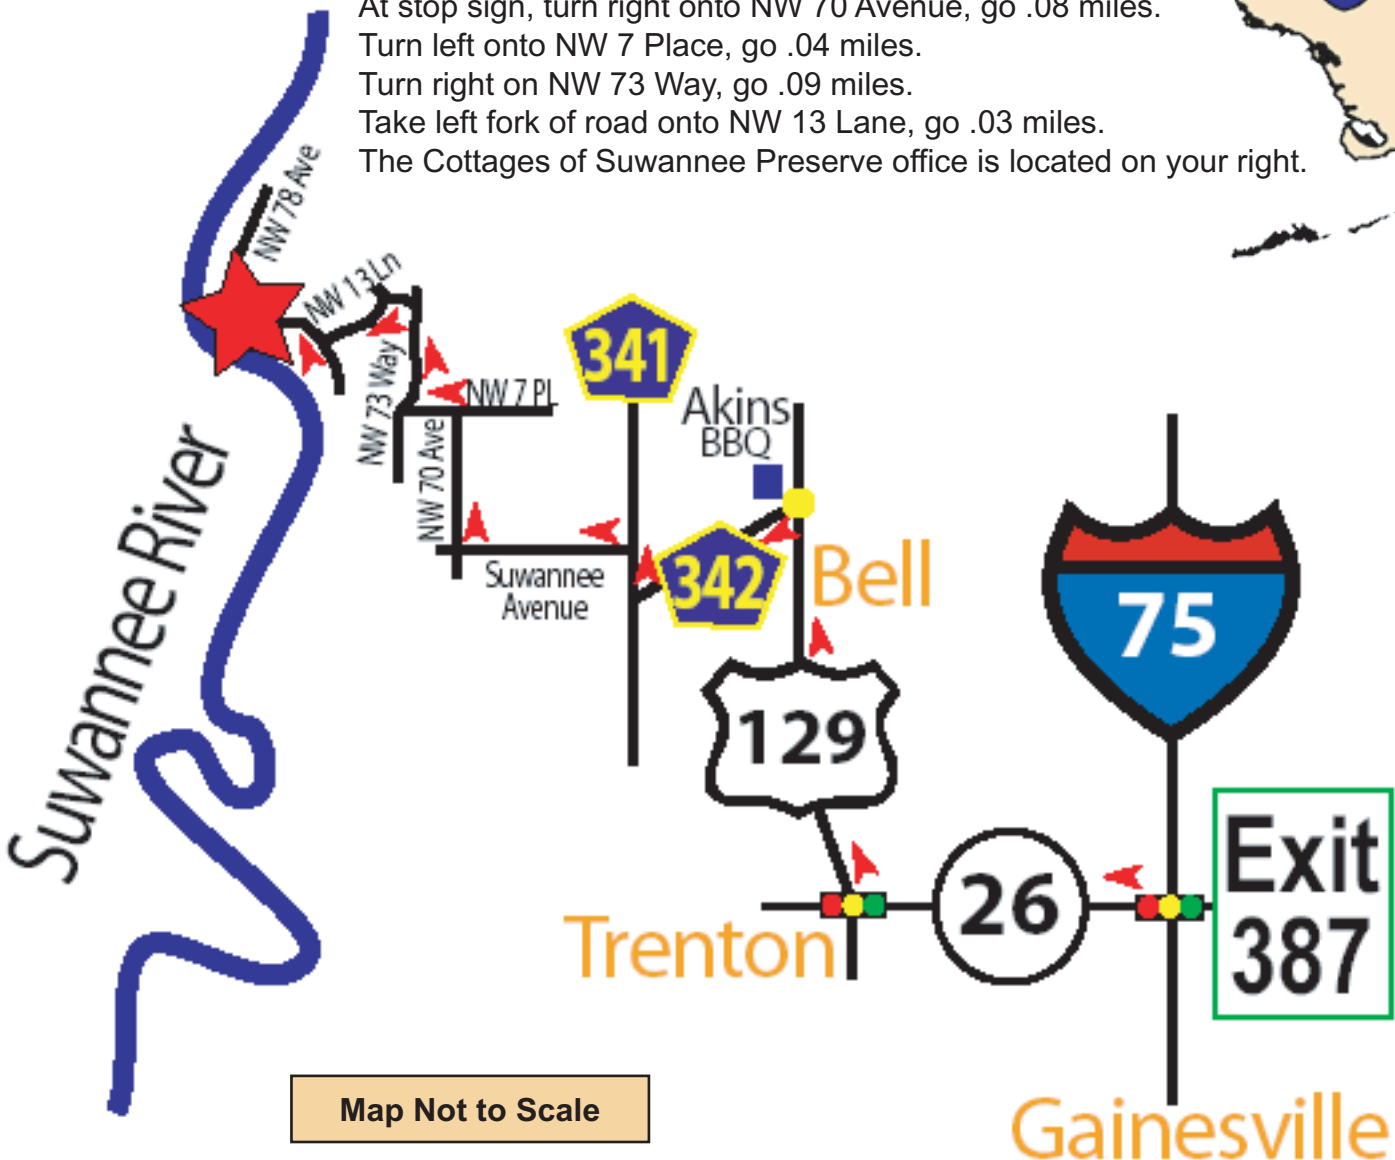 At stop sign, turn right onto NW 70 Avenue, go .08 miles.
Turn left onto NW 7 Place, go .04 miles.
Turn right on NW 73 Way, go .09 miles.
Take left fork of road onto NW 13 Lane, go .03 miles.
The Cottages of Suwannee Preserve office is located on your right.
NW 78 Ave
NW 13 Ln
341
NW 73 Way
NW 7 PL
Akins
BBQ
NW 70 Ave
Suwannee River
342
Bell
Suwannee
Avenue
75
129
Exit
387
26
Trenton
Map Not to Scale
Gainesville